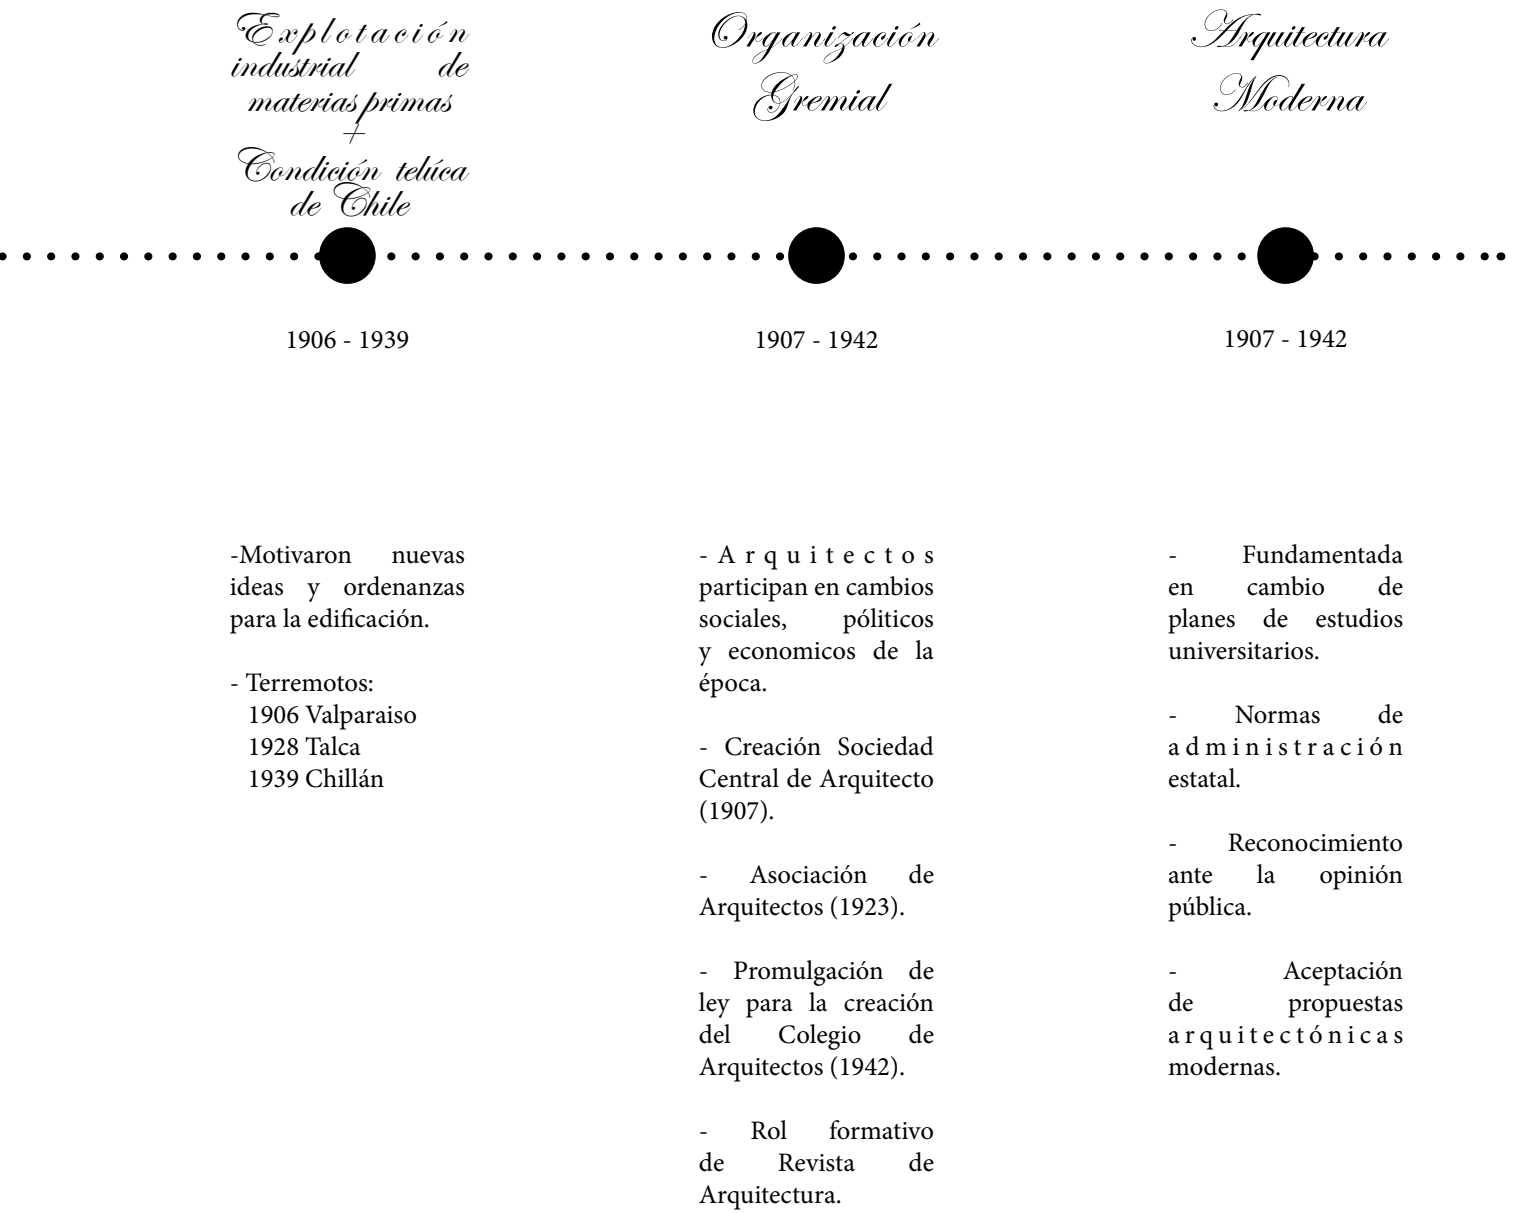 Explotación
industrial de
materias primas
+
Condición telúca
de Chile
1906 - 1939
-Motivaron nuevas
ideas y ordenanzas
para la edificación.
- Terremotos:
1906 Valparaiso
1928 Talca
1939 Chillán
Organización
Gremial
1907 - 1942
- Arquitectos
participan en cambios
sociales, póliticos
y economicos de la
época.
- Creación Sociedad
Central de Arquitecto
(1907).
- Asociación de
Arquitectos (1923).
- Promulgación de
ley para la creación
del Colegio de
Arquitectos (1942).
- Rol formativo
de Revista de
Arquitectura.
Arquitectura
Moderna
1907 - 1942
- Fundamentada
en cambio de
planes de estudios
universitarios.
- Normas de
administración
estatal.
- Reconocimiento
ante la opinión
pública.
- Aceptación
de propuestas
arquitectónicas
modernas.